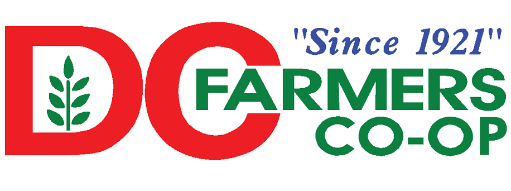 "Since 1921"
DC FARMERS
CO-OP